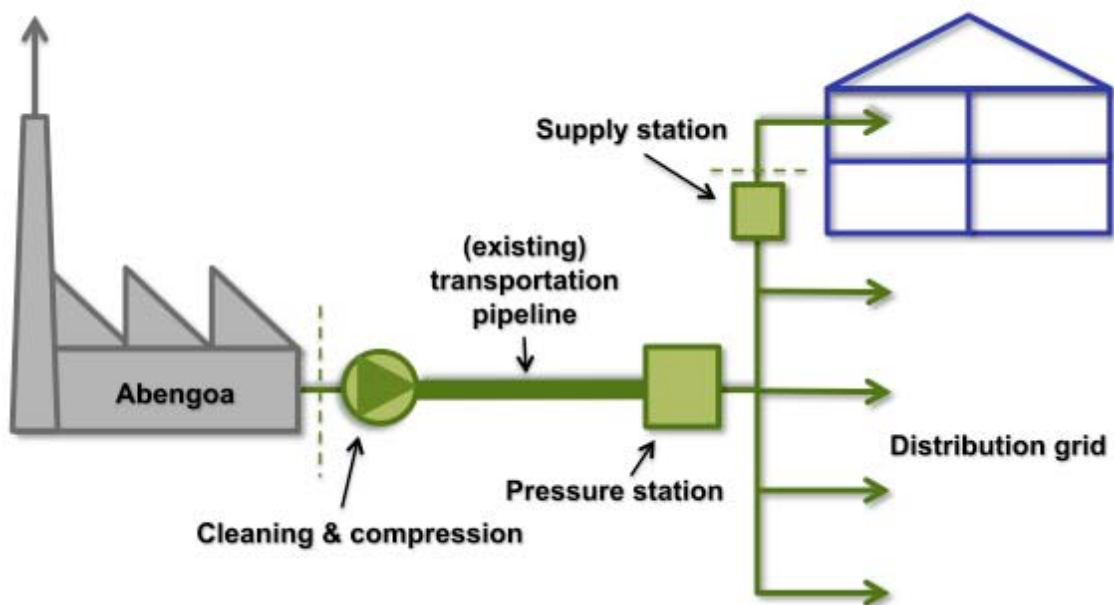 Supply station
(existing)
transportation
pipeline
Abengoa
Distribution grid
Pressure station
Cleaning & compression